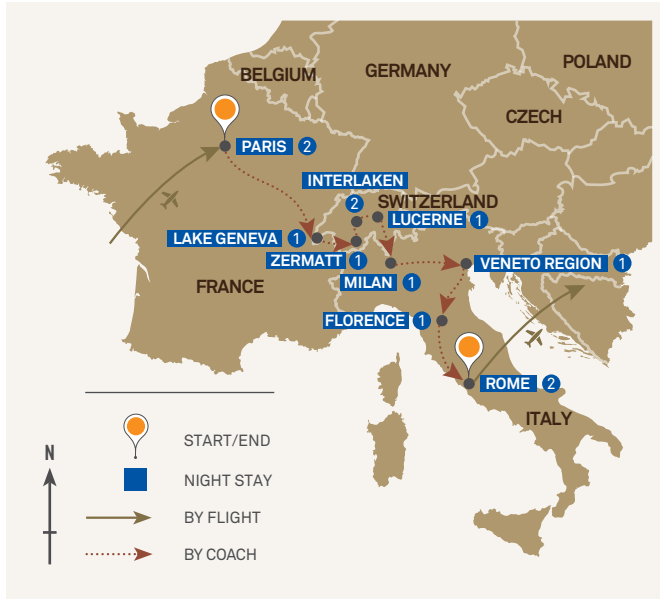 POLAND
BELGIUM
GERMANY
CZECH
PARIS 2
INTERLAKEN
2
SWITZERLAND
LUCERNE 1
LAKE GENEVA 1
ZERMATT 1
VENETO REGION 1
MILAN 1
FRANCE
FLORENCE 1
ROME 2
ITALY
N
START/END
NIGHT STAY
BY FLIGHT
BY COACH